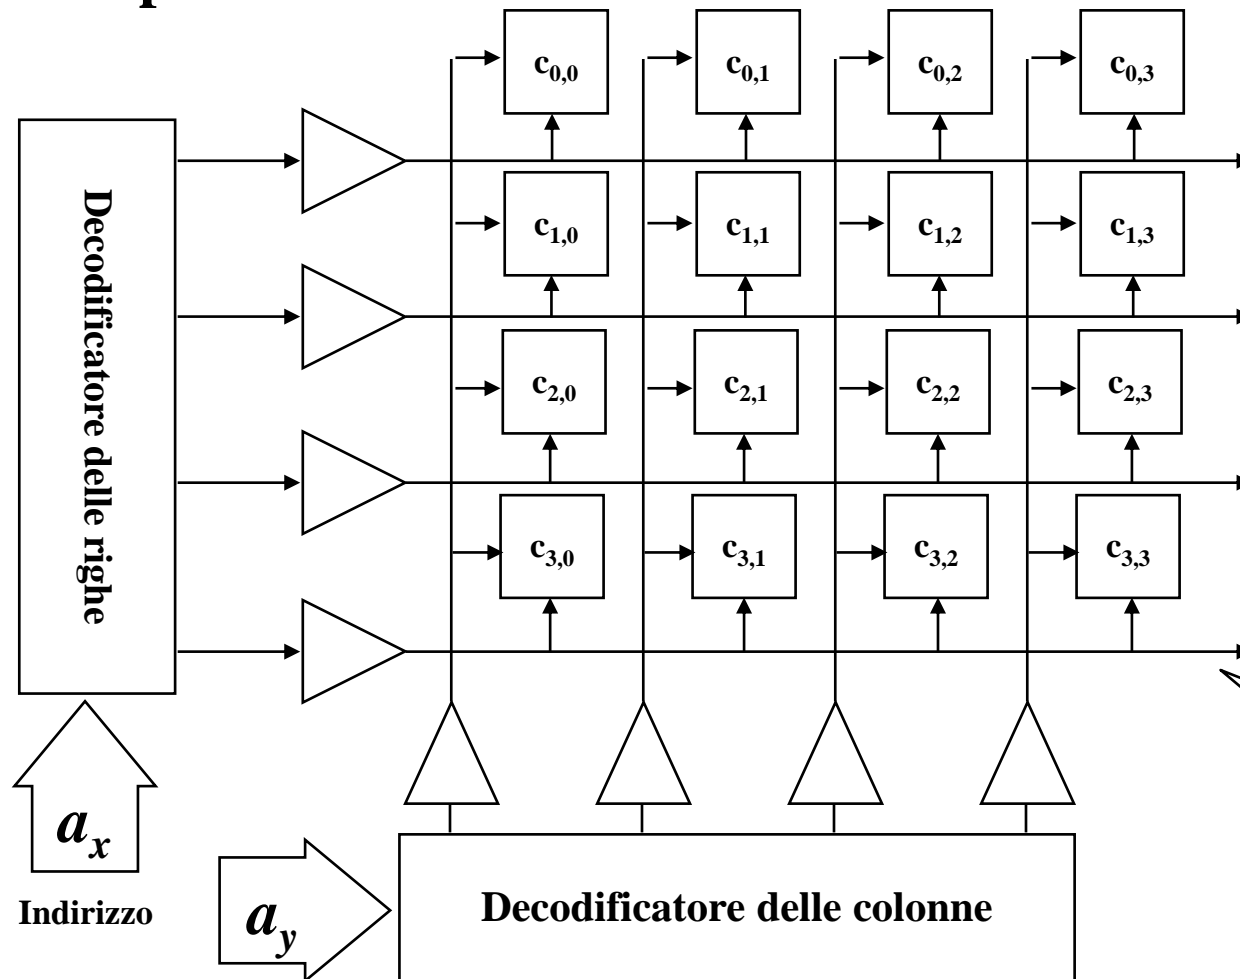 p
c0,0 c0,1 c0,2 c0,3
c1,0 c1,1 c1,2 c1,3
c2,0 c2,1 c2,2 c2,3
c3,0 c3,1 c3,2 c3,3
Decodificatore delle righe
ax
Indirizzo
ay
Decodificatore delle colonne